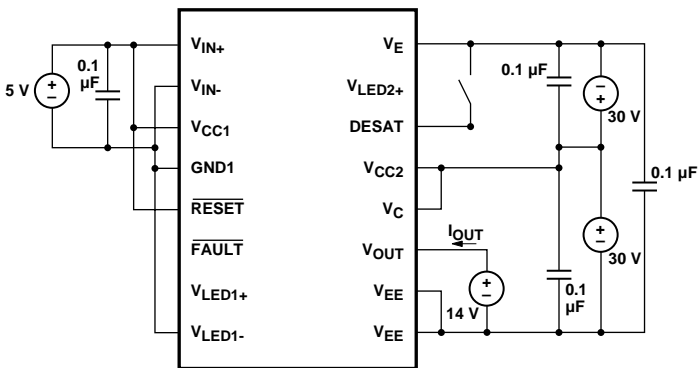 V_IN+
V_IN-
V_CC1
GND1
RESET
FAULT
V_LED1+
V_LED1-
V_E
V_LED2+
DESAT
V_CC2
V_C
V_OUT
V_EE
V_EE
5 V
+
−
0.1
µF
0.1 µF
−
+
30 V
0.1 µF
+
−
30 V
I_OUT
+
−
14 V
0.1
µF